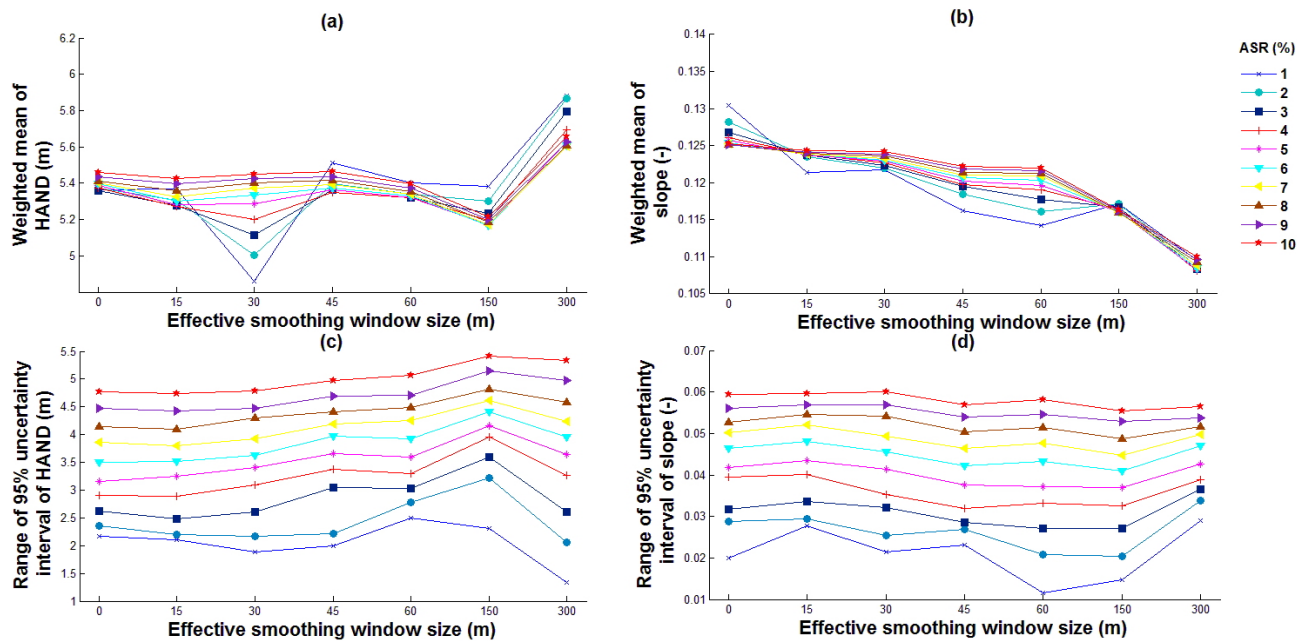 (a)
6.2
6
5.8
5.6
5.4
5.2
5
0 15 30 45 60 150 300
Weighted mean of
HAND (m)
Effective smoothing window size (m)
(b)
0.14
0.135
0.13
0.125
0.12
0.115
0.11
0.105
0 15 30 45 60 150 300
Weighted mean of
slope (-)
Effective smoothing window size (m)
ASR (%)
1
2
3
4
5
6
7
8
9
10
(c)
5.5
5
4.5
4
3.5
3
2.5
2
1.5
1
0 15 30 45 60 150 300
Range of 95% uncertainty
interval of HAND (m)
Effective smoothing window size (m)
(d)
0.07
0.06
0.05
0.04
0.03
0.02
0.01
0 15 30 45 60 150 300
Range of 95% uncertainty
interval of slope (-)
Effective smoothing window size (m)